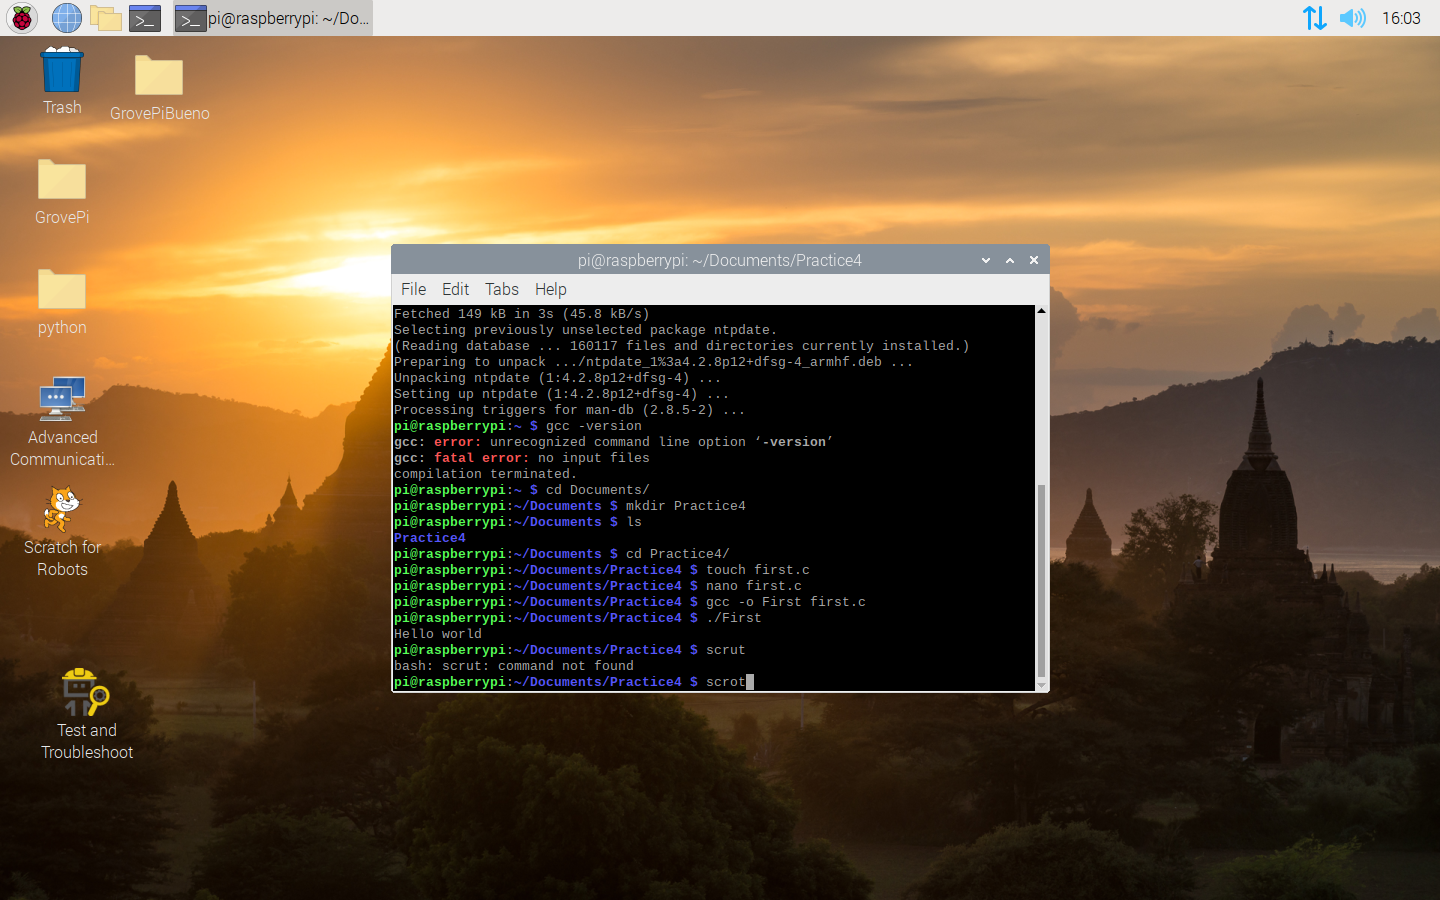 pi@raspberrypi: ~/Do...
16:03
Trash
GrovePiBueno
GrovePi
python
Advanced
Communicati...
Scratch for
Robots
Test and
Troubleshoot
pi@raspberrypi: ~/Documents/Practice4
File Edit Tabs Help
Fetched 149 kB in 3s (45.8 kB/s)
Selecting previously unselected package ntpdate.
(Reading database ... 160117 files and directories currently installed.)
Preparing to unpack .../ntpdate_1%3a4.2.8p12+dfsg-4_armhf.deb ...
Unpacking ntpdate (1:4.2.8p12+dfsg-4) ...
Setting up ntpdate (1:4.2.8p12+dfsg-4) ...
Processing triggers for man-db (2.8.5-2) ...
pi@raspberrypi:~ $ gcc -version
gcc: error: unrecognized command line option ‘-version’
gcc: fatal error: no input files
compilation terminated.
pi@raspberrypi:~ $ cd Documents/
pi@raspberrypi:~/Documents $ mkdir Practice4
pi@raspberrypi:~/Documents $ ls
Practice4
pi@raspberrypi:~/Documents $ cd Practice4/
pi@raspberrypi:~/Documents/Practice4 $ touch first.c
pi@raspberrypi:~/Documents/Practice4 $ nano first.c
pi@raspberrypi:~/Documents/Practice4 $ gcc -o First first.c
pi@raspberrypi:~/Documents/Practice4 $ ./First
Hello world
pi@raspberrypi:~/Documents/Practice4 $ scrut
bash: scrut: command not found
pi@raspberrypi:~/Documents/Practice4 $ scrot